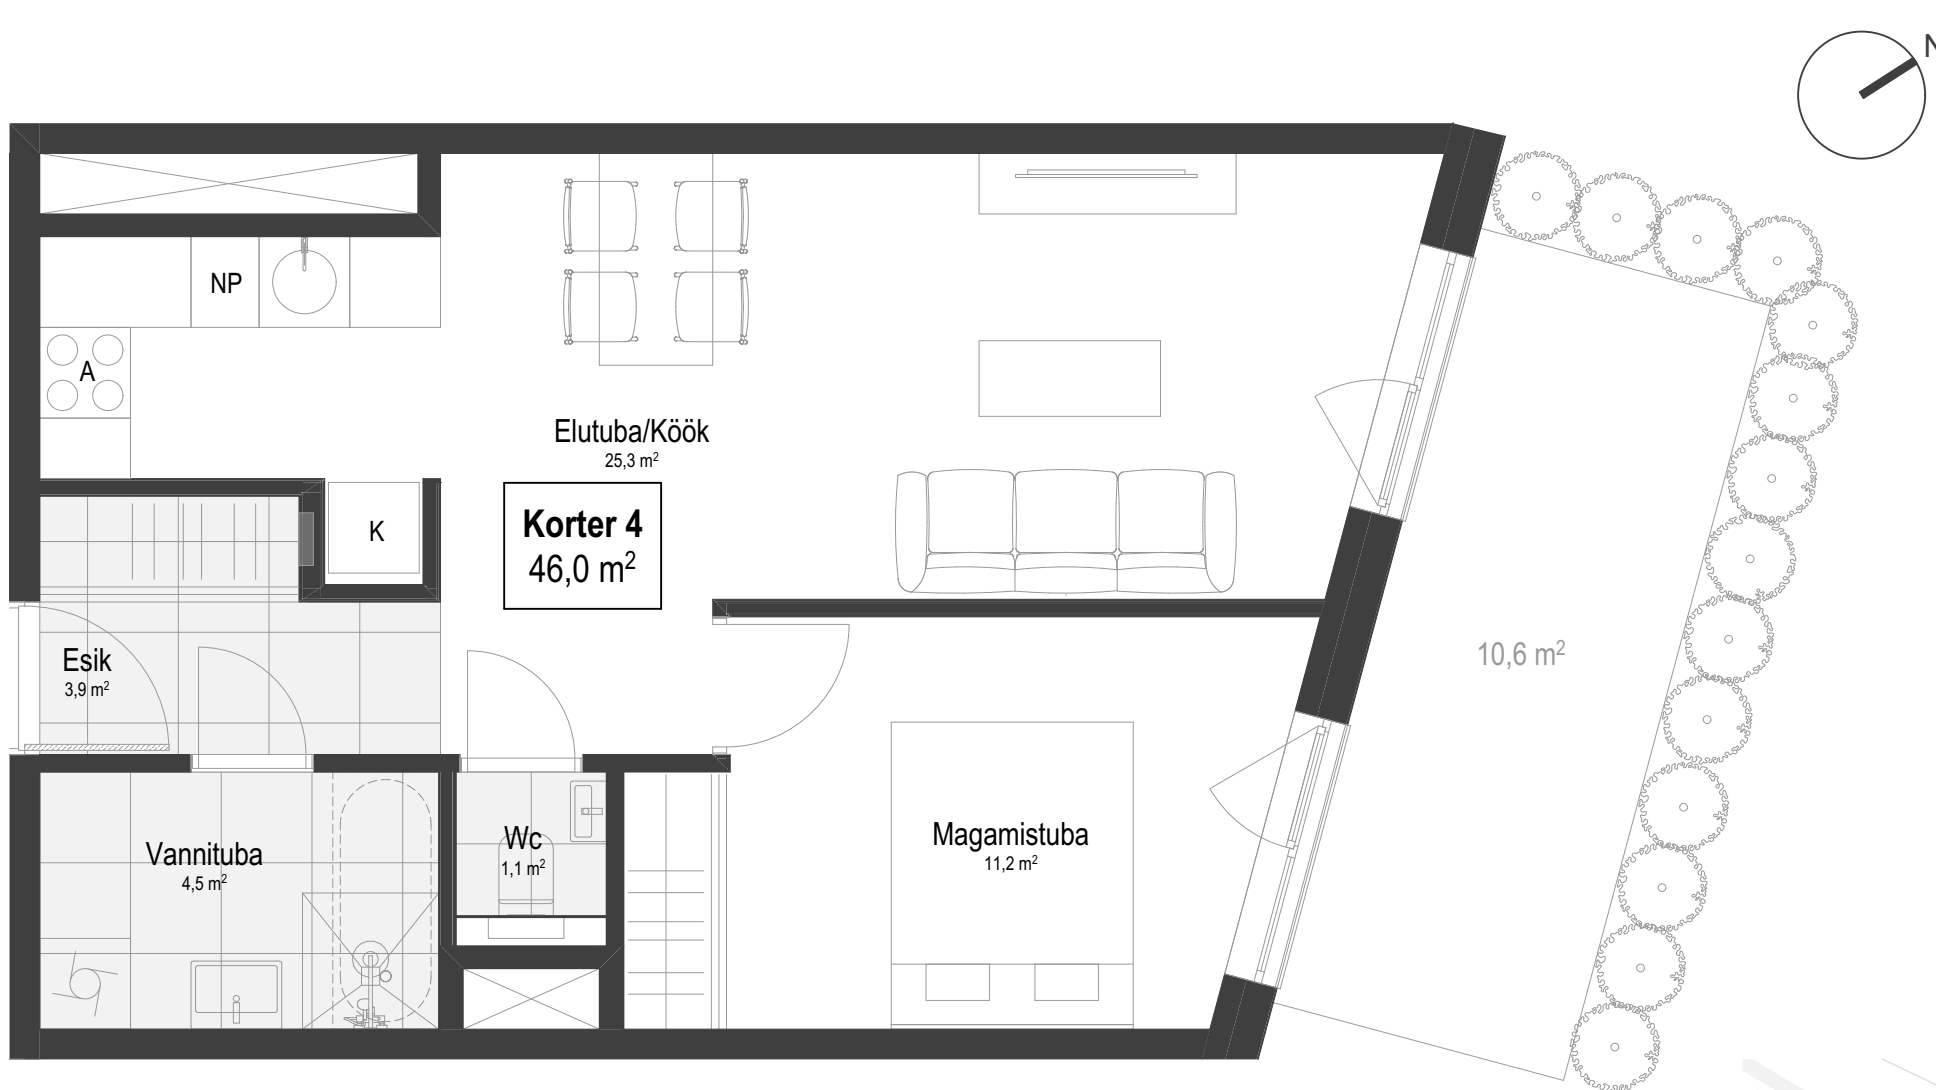 N
NP
A
Elutuba/Köök
25,3 m²
K
Korter 4
46,0 m²
Esik
3,9 m²
10,6 m²
Vannituba
4,5 m²
Wc
1,1 m²
Magamistuba
11,2 m²